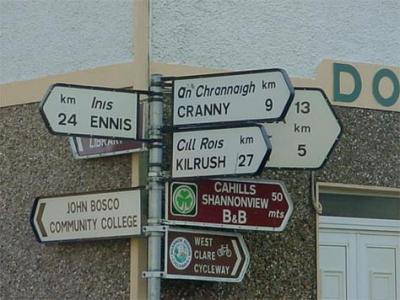 km Inis
24 ENNIS
LIBRARY
An Chrannaigh km
CRANNY 9
Cill Rois km
KILRUSH 27
13
km
5
DO
JOHN BOSCO
COMMUNITY COLLEGE
CAHILLS
SHANNONVIEW
B&B
50
mts
WEST
CLARE
CYCLEWAY